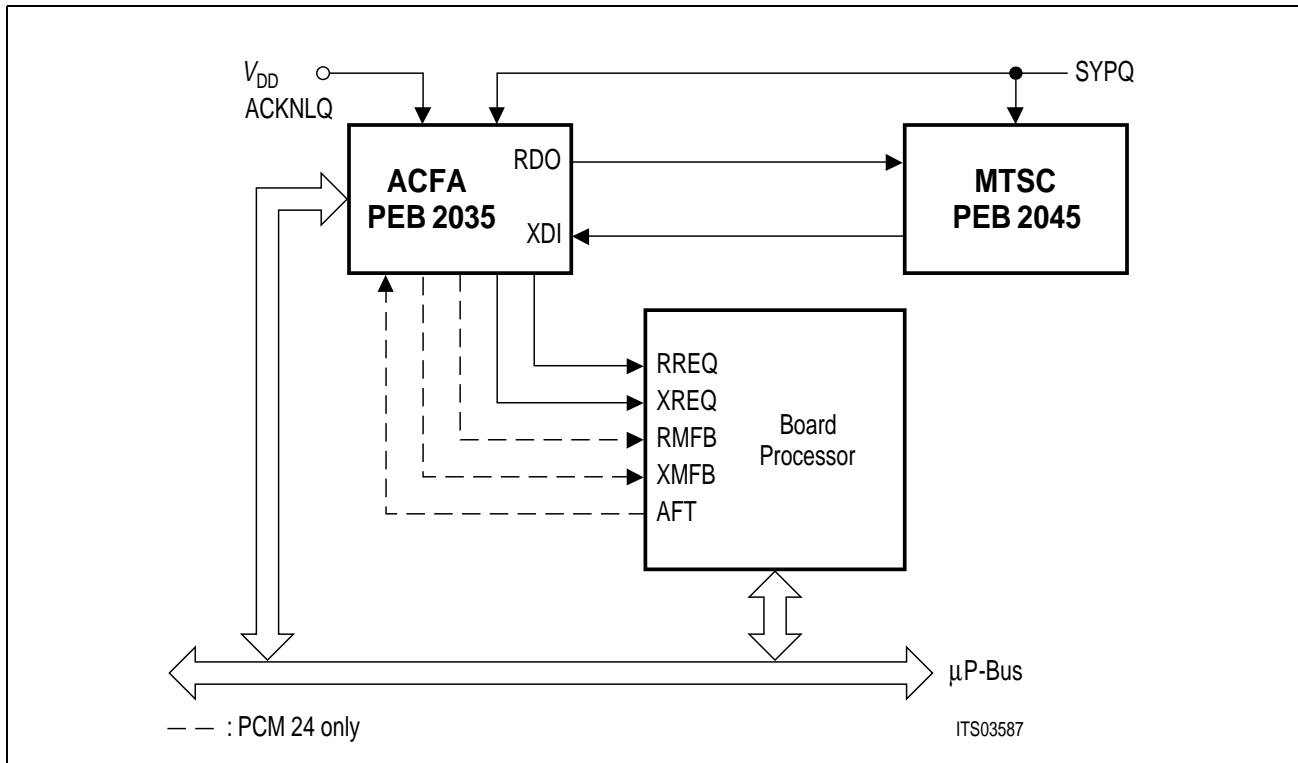 VDD
ACKNLQ
SYPQ
ACFA
PEB 2035
RDO
XDI
MTSC
PEB 2045
RREQ
XREQ
RMFB
XMFB
AFT
Board
Processor
µP-Bus
: PCM 24 only
ITS03587